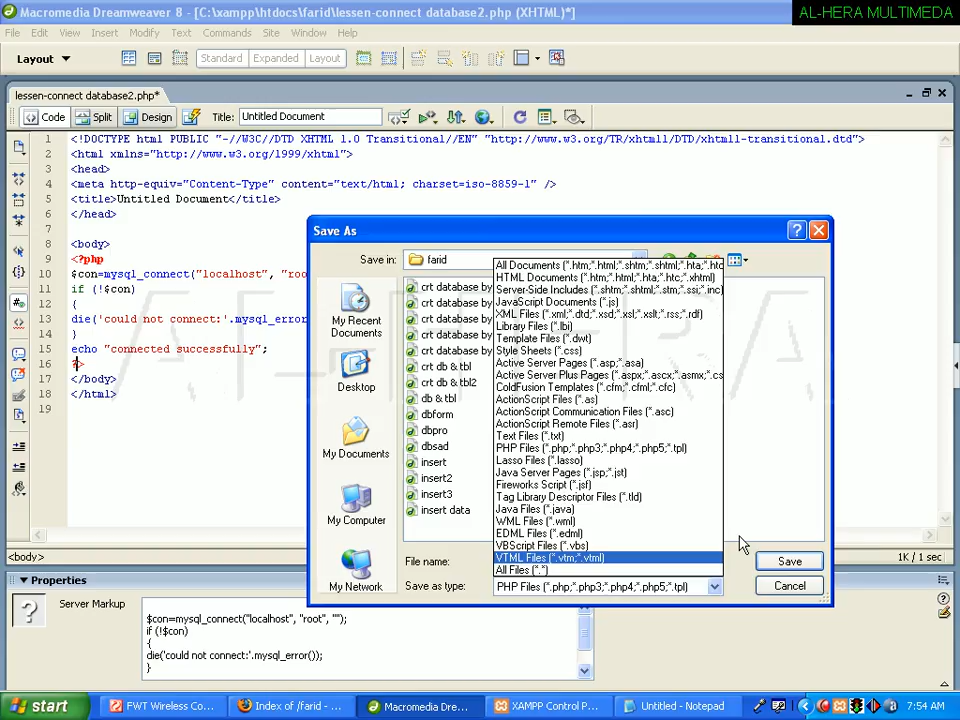 Macromedia Dreamweaver 8 - [C:\xampp\htdocs\farid\lessen-connect database2.php (XHTML)*]
AL-HERA MULTIMEDA
File Edit View Insert Modify Text Commands Site Window Help
Layout Standard Expanded Layout
lessen-connect database2.php*
Code Split Design Title: Untitled Document
1 <!DOCTYPE html PUBLIC "-//W3C//DTD XHTML 1.0 Transitional//EN" "http://www.w3.org/TR/xhtml1/DTD/xhtml1-transitional.dtd">
2 <html xmlns="http://www.w3.org/1999/xhtml">
3 <head>
4 <meta http-equiv="Content-Type" content="text/html; charset=iso-8859-1" />
5 <title>Untitled Document</title>
6 </head>
7
8 <body>
9 <?php
10 $con=mysql_connect("localhost", "roo
11 if (!$con)
12 {
13 die('could not connect:'.mysql_error
14 }
15 echo "connected successfully";
16 ?>
17 </body>
18 </html>
19
AL-HERA
Save As
Save in: farid
My Recent Documents
Desktop
My Documents
My Computer
My Network
crt database by
crt database by
crt database by
crt database by
crt database by
crt db & tbl
crt db & tbl2
db & tbl
dbform
dbpro
dbsad
insert
insert2
insert3
insert data
All Documents (*.htm;*.html;*.shtm;*.shtml;*.hta;*.htc
HTML Documents (*.htm;*.html;*.hta;*.htc;*.xhtml)
Server-Side Includes (*.shtm;*.shtml;*.stm;*.ssi;*.inc)
JavaScript Documents (*.js)
XML Files (*.xml;*.dtd;*.xsd;*.xsl;*.xslt;*.rss;*.rdf)
Library Files (*.lbi)
Template Files (*.dwt)
Style Sheets (*.css)
Active Server Pages (*.asp;*.asa)
Active Server Plus Pages (*.aspx;*.ascx;*.asmx;*.cs
ColdFusion Templates (*.cfm;*.cfml;*.cfc)
ActionScript Files (*.as)
ActionScript Communication Files (*.asc)
ActionScript Remote Files (*.asr)
Text Files (*.txt)
PHP Files (*.php;*.php3;*.php4;*.php5;*.tpl)
Lasso Files (*.lasso)
Java Server Pages (*.jsp;*.jst)
Fireworks Script (*.jsf)
Tag Library Descriptor Files (*.tld)
Java Files (*.java)
WML Files (*.wml)
EDML Files (*.edml)
VBScript Files (*.vbs)
VTML Files (*.vtm;*.vtml)
All Files (*.*)
File name: Save
Save as type: PHP Files (*.php;*.php3;*.php4;*.php5;*.tpl) Cancel
<body> 1K / 1 sec
Properties
Server Markup
$con=mysql_connect("localhost", "root", "");
if (!$con)
{
die('could not connect:'.mysql_error());
}
start FWT Wireless Co... Index of /farid - ... Macromedia Dre... XAMPP Control P... Untitled - Notepad 7:54 AM